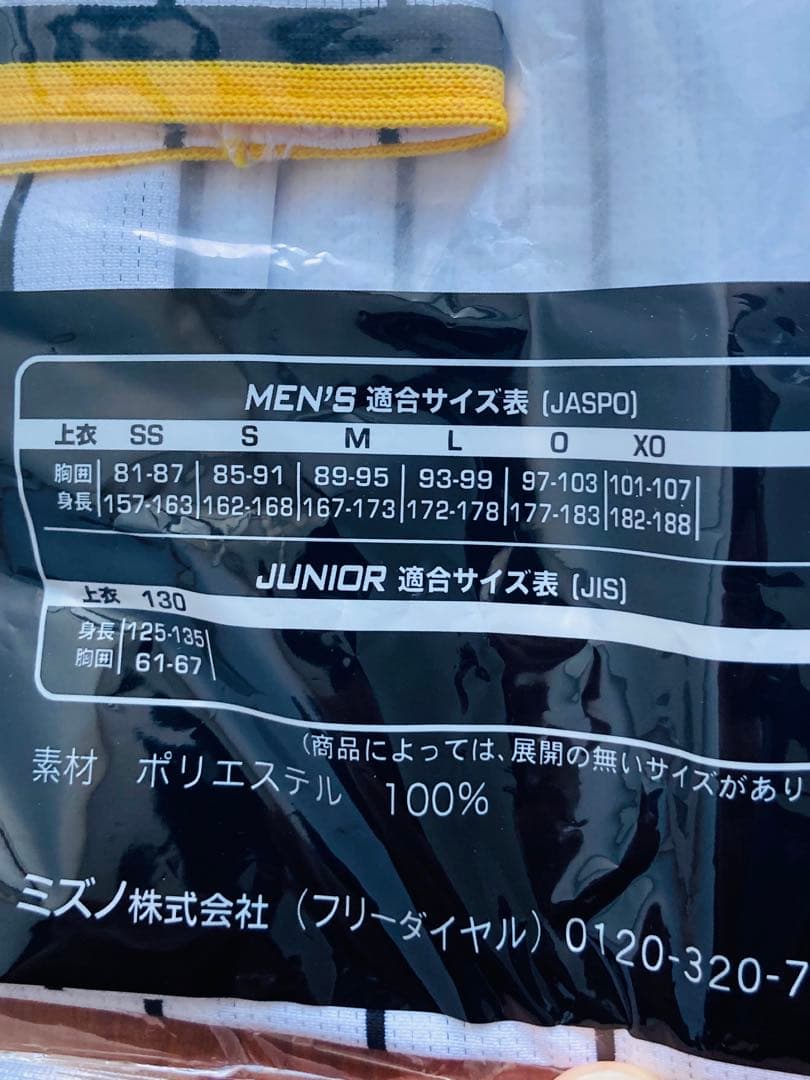 MEN'S 適合サイズ表 (JASPO)
上衣 SS S M L O XO
胸囲 81-87 85-91 89-95 93-99 97-103 101-107
身長 157-163 162-168 167-173 172-178 177-183 182-188
JUNIOR 適合サイズ表 (JIS)
上衣 130
身長 125-135
胸囲 61-67
(商品によっては、展開の無いサイズがあり
素材 ポリエステル 100%
ミズノ株式会社 (フリーダイヤル) 0120-320-7